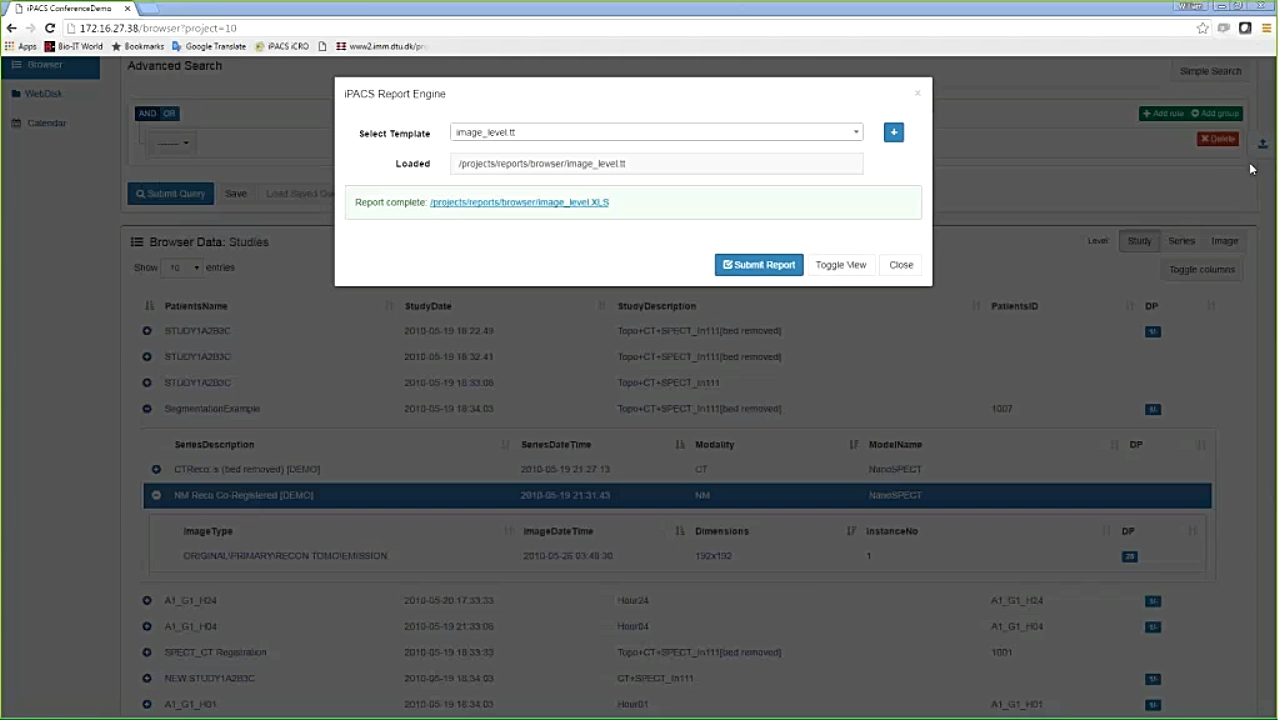 iPACS ConferenceDemo
William
172.16.27.38/browser?project=10
Apps Bio-IT World Bookmarks Google Translate iPACS iCRO www2.imm.dtu.dk/pr
Browser
WebDisk
Calendar
Advanced Search
Simple Search
AND OR
Add rule Add group
-------
Delete
Submit Query Save Load Saved
iPACS Report Engine
×
Select Template image_level.tt
+
Loaded /projects/reports/browser/image_level.tt
Report complete: /projects/reports/browser/image_level.XLS
Submit Report Toggle View Close
Browser Data: Studies
Level: Study Series Image
Show 10 entries
Toggle columns
PatientsName StudyDate StudyDescription PatientsID DP
STUDY1A2B3C 2010-05-19 18:22:49 Topo+CT+SPECT_In111[bed removed]
STUDY1A2B3C 2010-05-19 18:32:41 Topo+CT+SPECT_In111[bed removed]
STUDY1A2B3C 2010-05-19 18:33:08 Topo+CT+SPECT_In111
SegmentationExample 2010-05-19 18:34:03 Topo+CT+SPECT_In111[bed removed] 1007
SeriesDescription SeriesDateTime Modality ModelName DP
(bed removed) [DEMO] 2010-05-19 21:27:13 CT NanoSPECT
NM Reco Co-Registered [DEMO] 2010-05-19 21:31:43 NM NanoSPECT
ImageType ImageDateTime Dimensions InstanceNo DP
ORIGINAL\PRIMARY\RECON TOMO\EMISSION 192x192 1
A1_G1_H24 2010-05-20 17:33:33 Hour24 A1_G1_H24
A1_G1_H04 2010-05-19 21:33:06 Hour04 A1_G1_H04
SPECT_CT Registration 2010-05-19 18:33:33 Topo+CT+SPECT_In111[bed removed] 1001
NEW STUDY1A2B3C 2010-05-19 18:34:03 CT+SPECT_In111
A1_G1_H01 2010-05-19 18:34:03 Hour01 A1_G1_H01